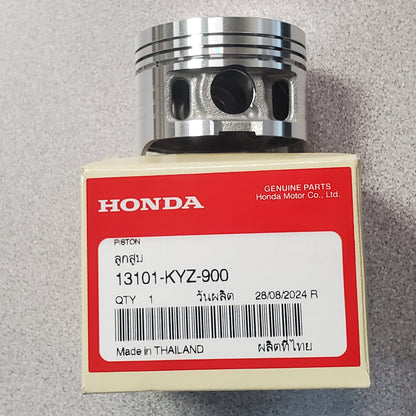 GENUINE PARTS
HONDA Honda Motor Co., Ltd.
PISTON
ลูกสูบ
13101-KYZ-900
QTY 1 วันผลิต 28/08/2024 R
Made in THAILAND ผลิตที่ไทย